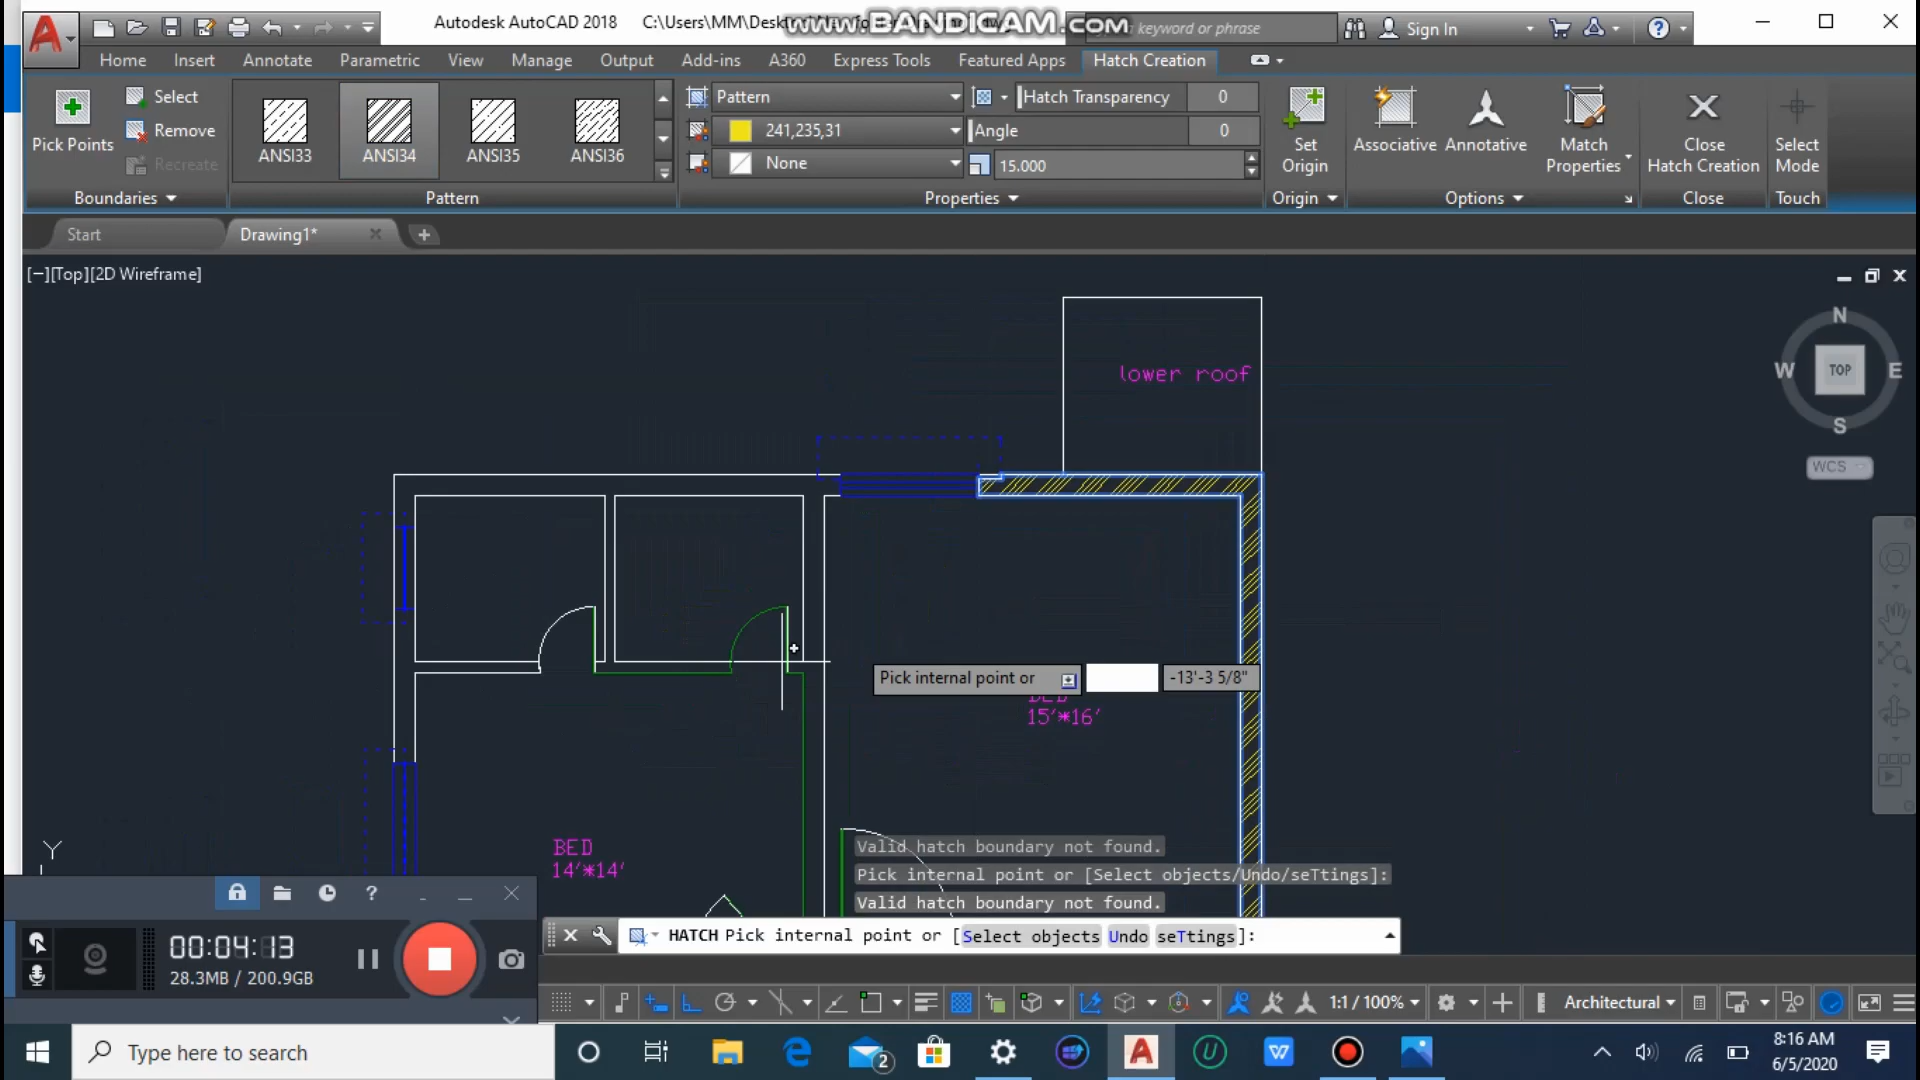 Autodesk AutoCAD 2018 C:\Users\MM\Desk
www.BANDICAM.com
keyword or phrase
Sign In
Home Insert Annotate Parametric View Manage Output Add-ins A360 Express Tools Featured Apps Hatch Creation
Pick Points
Select
Remove
Recreate
Boundaries
ANSI33 ANSI34 ANSI35 ANSI36
Pattern
Pattern
241,235,31
None
Hatch Transparency 0
Angle 0
15.000
Properties
Set Origin
Origin
Associative
Annotative
Match Properties
Options
Close Hatch Creation
Close
Select Mode
Touch
Start
Drawing1*
[−][Top][2D Wireframe]
N
W TOP E
S
WCS
lower roof
Pick internal point or
-13'-3 5/8"
BED
15'*16'
BED
14'*14'
Y
Valid hatch boundary not found.
Pick internal point or [Select objects/Undo/seTtings]:
Valid hatch boundary not found.
HATCH Pick internal point or [Select objects Undo seTtings]:
00:04:13
28.3MB / 200.9GB
1:1 / 100%
Architectural
Type here to search
2
8:16 AM
6/5/2020